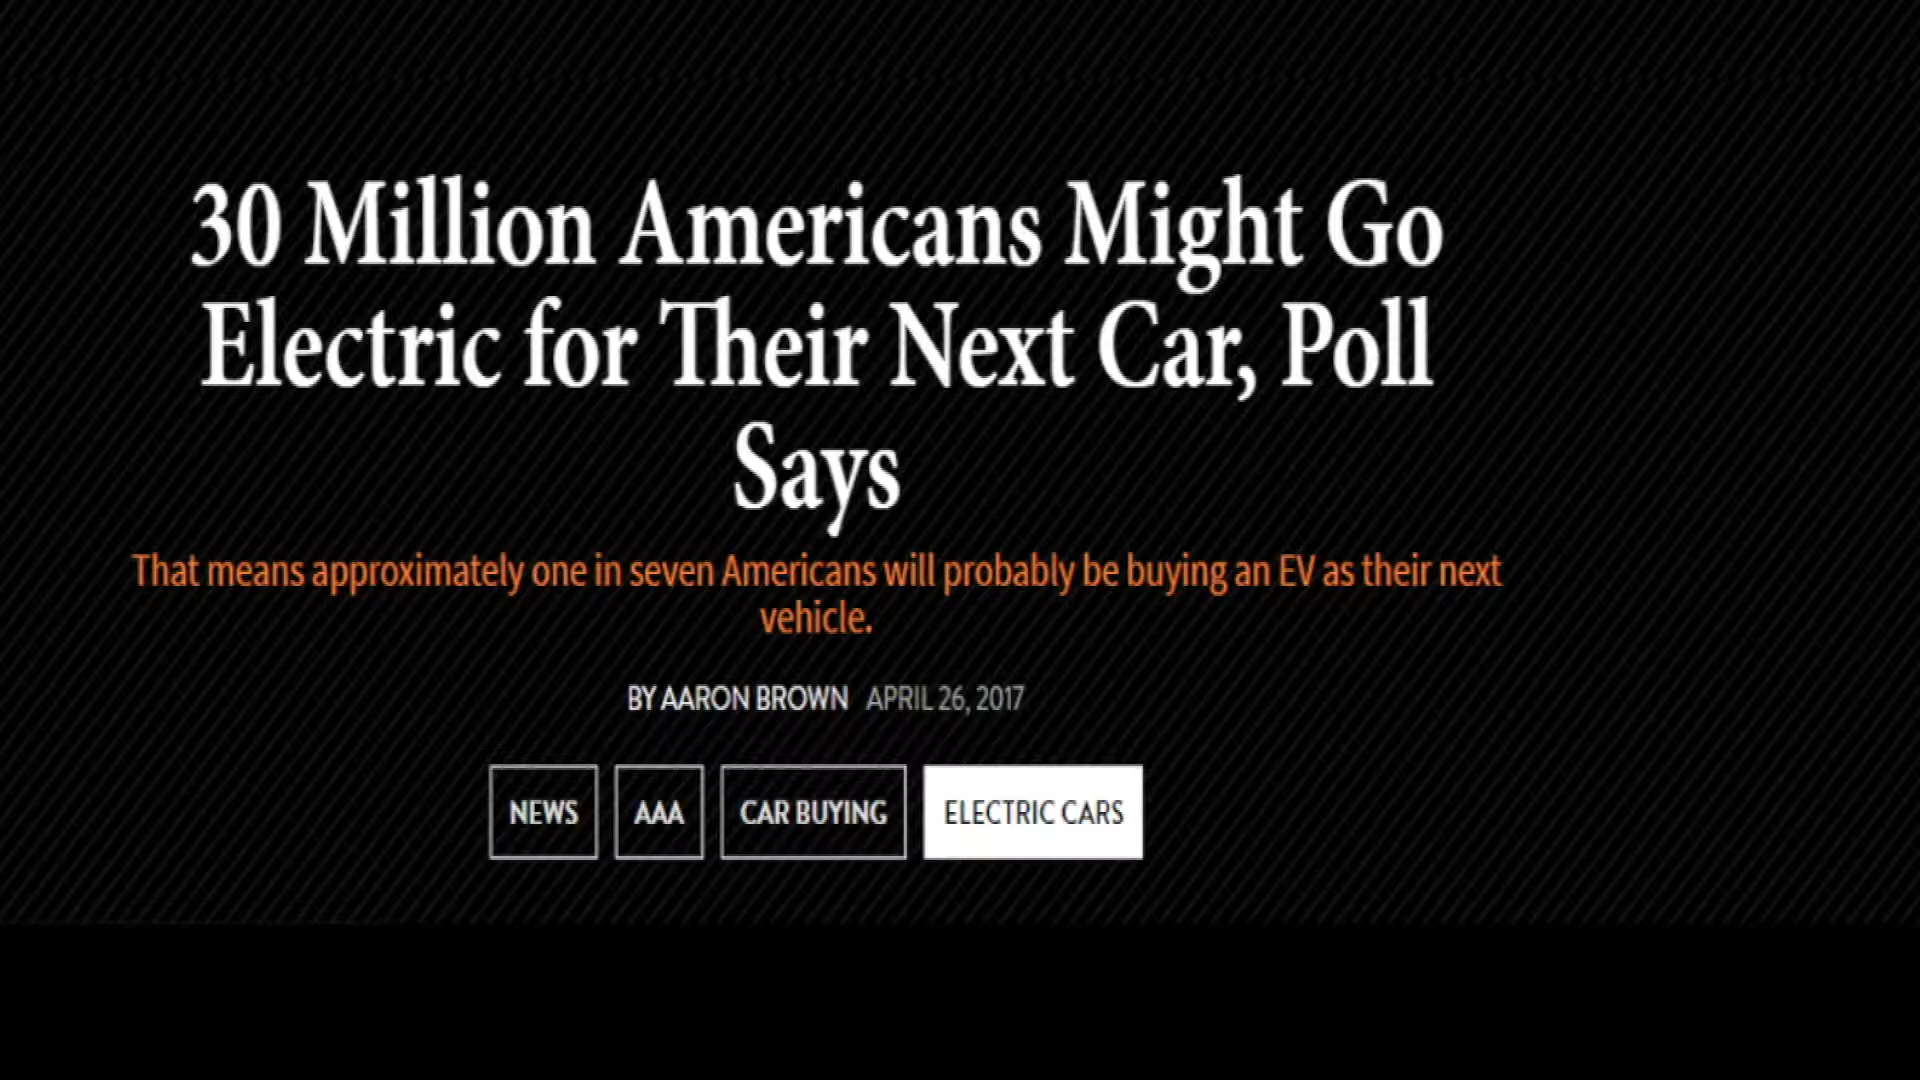 30 Million Americans Might Go
Electric for Their Next Car, Poll
Says
That means approximately one in seven Americans will probably be buying an EV as their next
vehicle.
BY AARON BROWN APRIL 26, 2017
NEWS AAA CAR BUYING ELECTRIC CARS